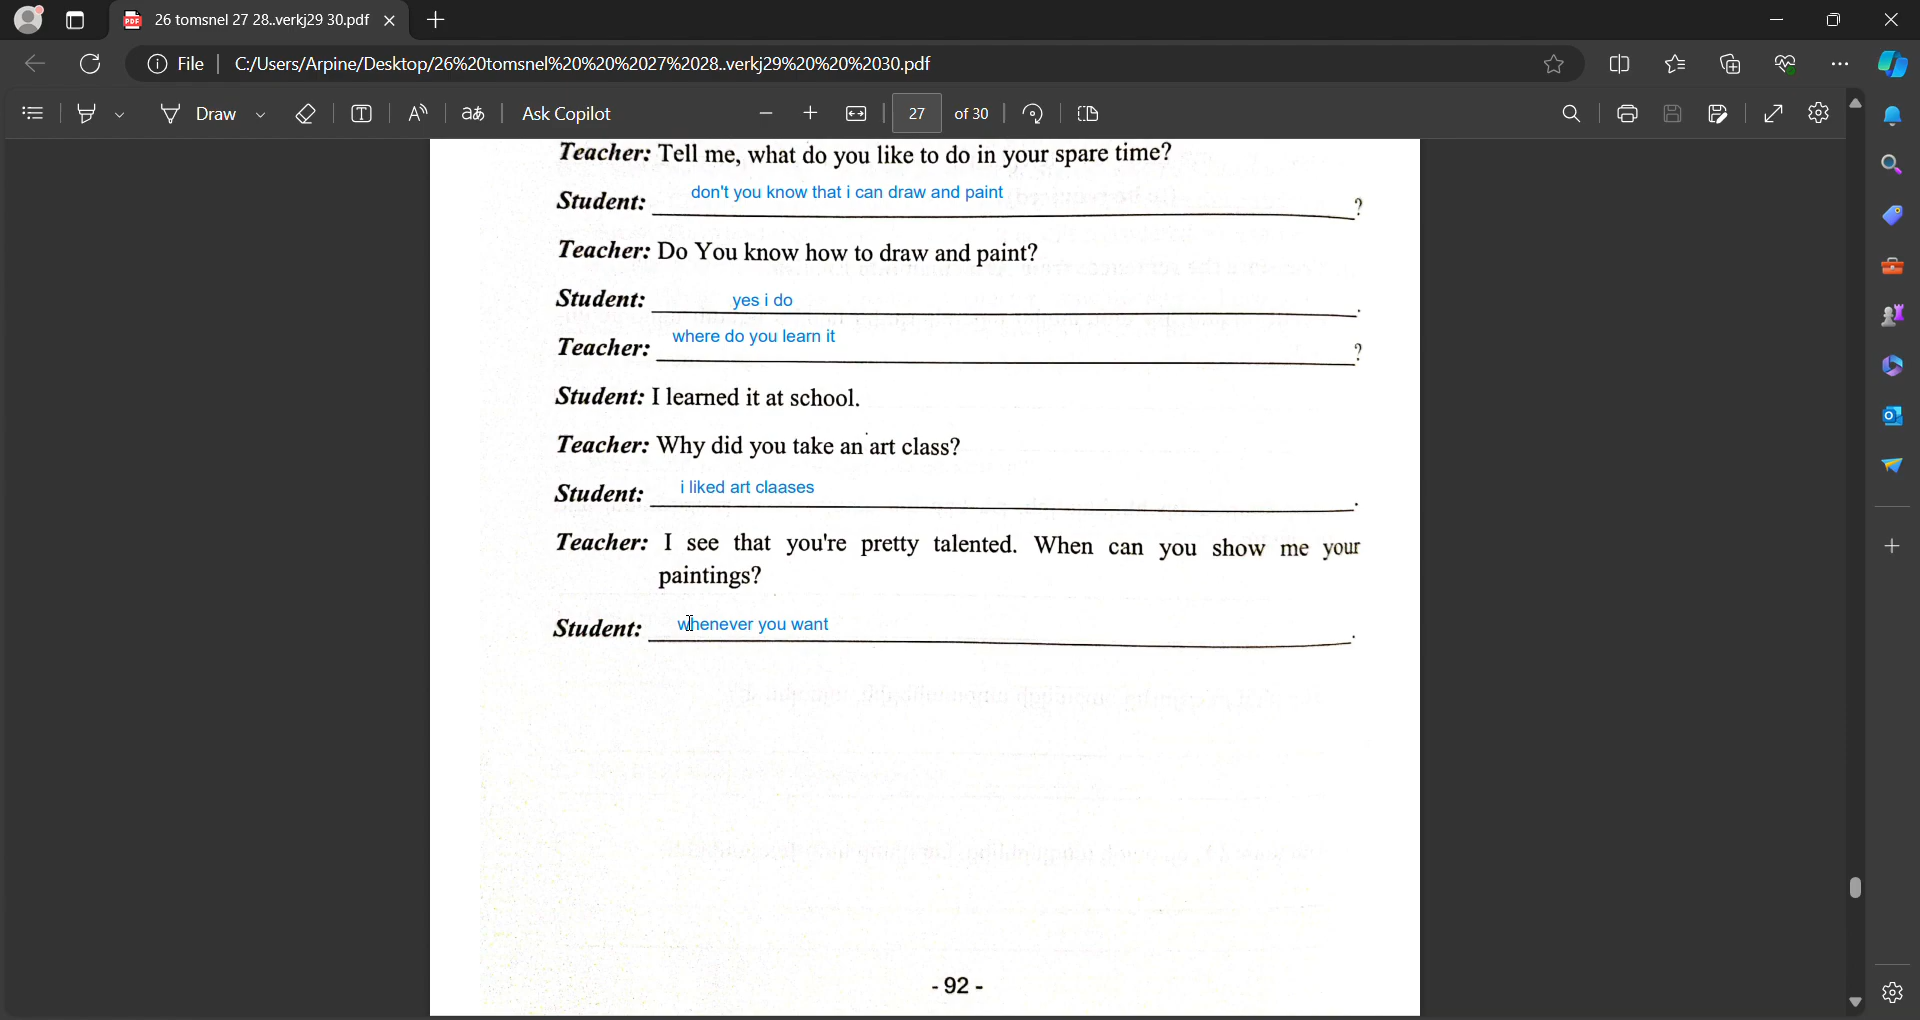 26 tomsnel 27 28..verkj29 30.pdf
File
C:/Users/Arpine/Desktop/26%20tomsnel%20%20%2027%2028..verkj29%20%20%2030.pdf
Draw
Ask Copilot
27 of 30
Teacher: Tell me, what do you like to do in your spare time?
Student: don't you know that i can draw and paint ?
Teacher: Do You know how to draw and paint?
Student: yes i do .
Teacher: where do you learn it ?
Student: I learned it at school.
Teacher: Why did you take an art class?
Student: i liked art claases .
Teacher: I see that you're pretty talented. When can you show me your
paintings?
Student: whenever you want .
- 92 -